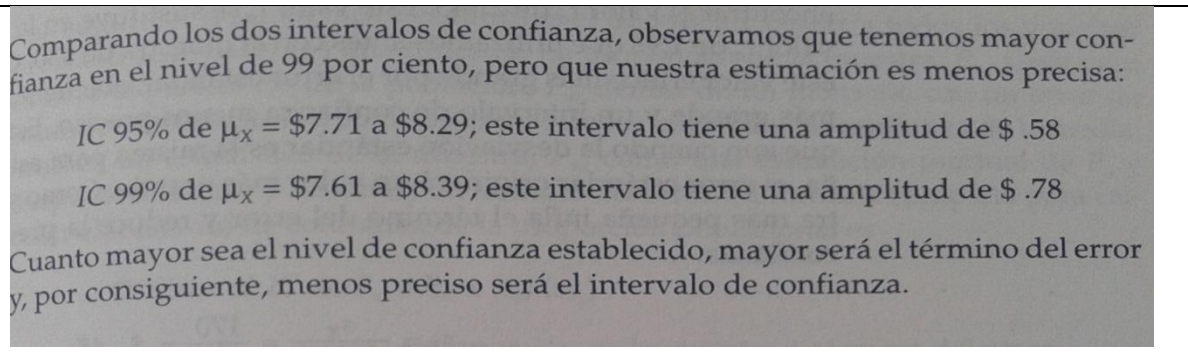 Comparando los dos intervalos de confianza, observamos que tenemos mayor con-
fianza en el nivel de 99 por ciento, pero que nuestra estimación es menos precisa:
IC 95% de μX = $7.71 a $8.29; este intervalo tiene una amplitud de $ .58
IC 99% de μX = $7.61 a $8.39; este intervalo tiene una amplitud de $ .78
Cuanto mayor sea el nivel de confianza establecido, mayor será el término del error
y, por consiguiente, menos preciso será el intervalo de confianza.